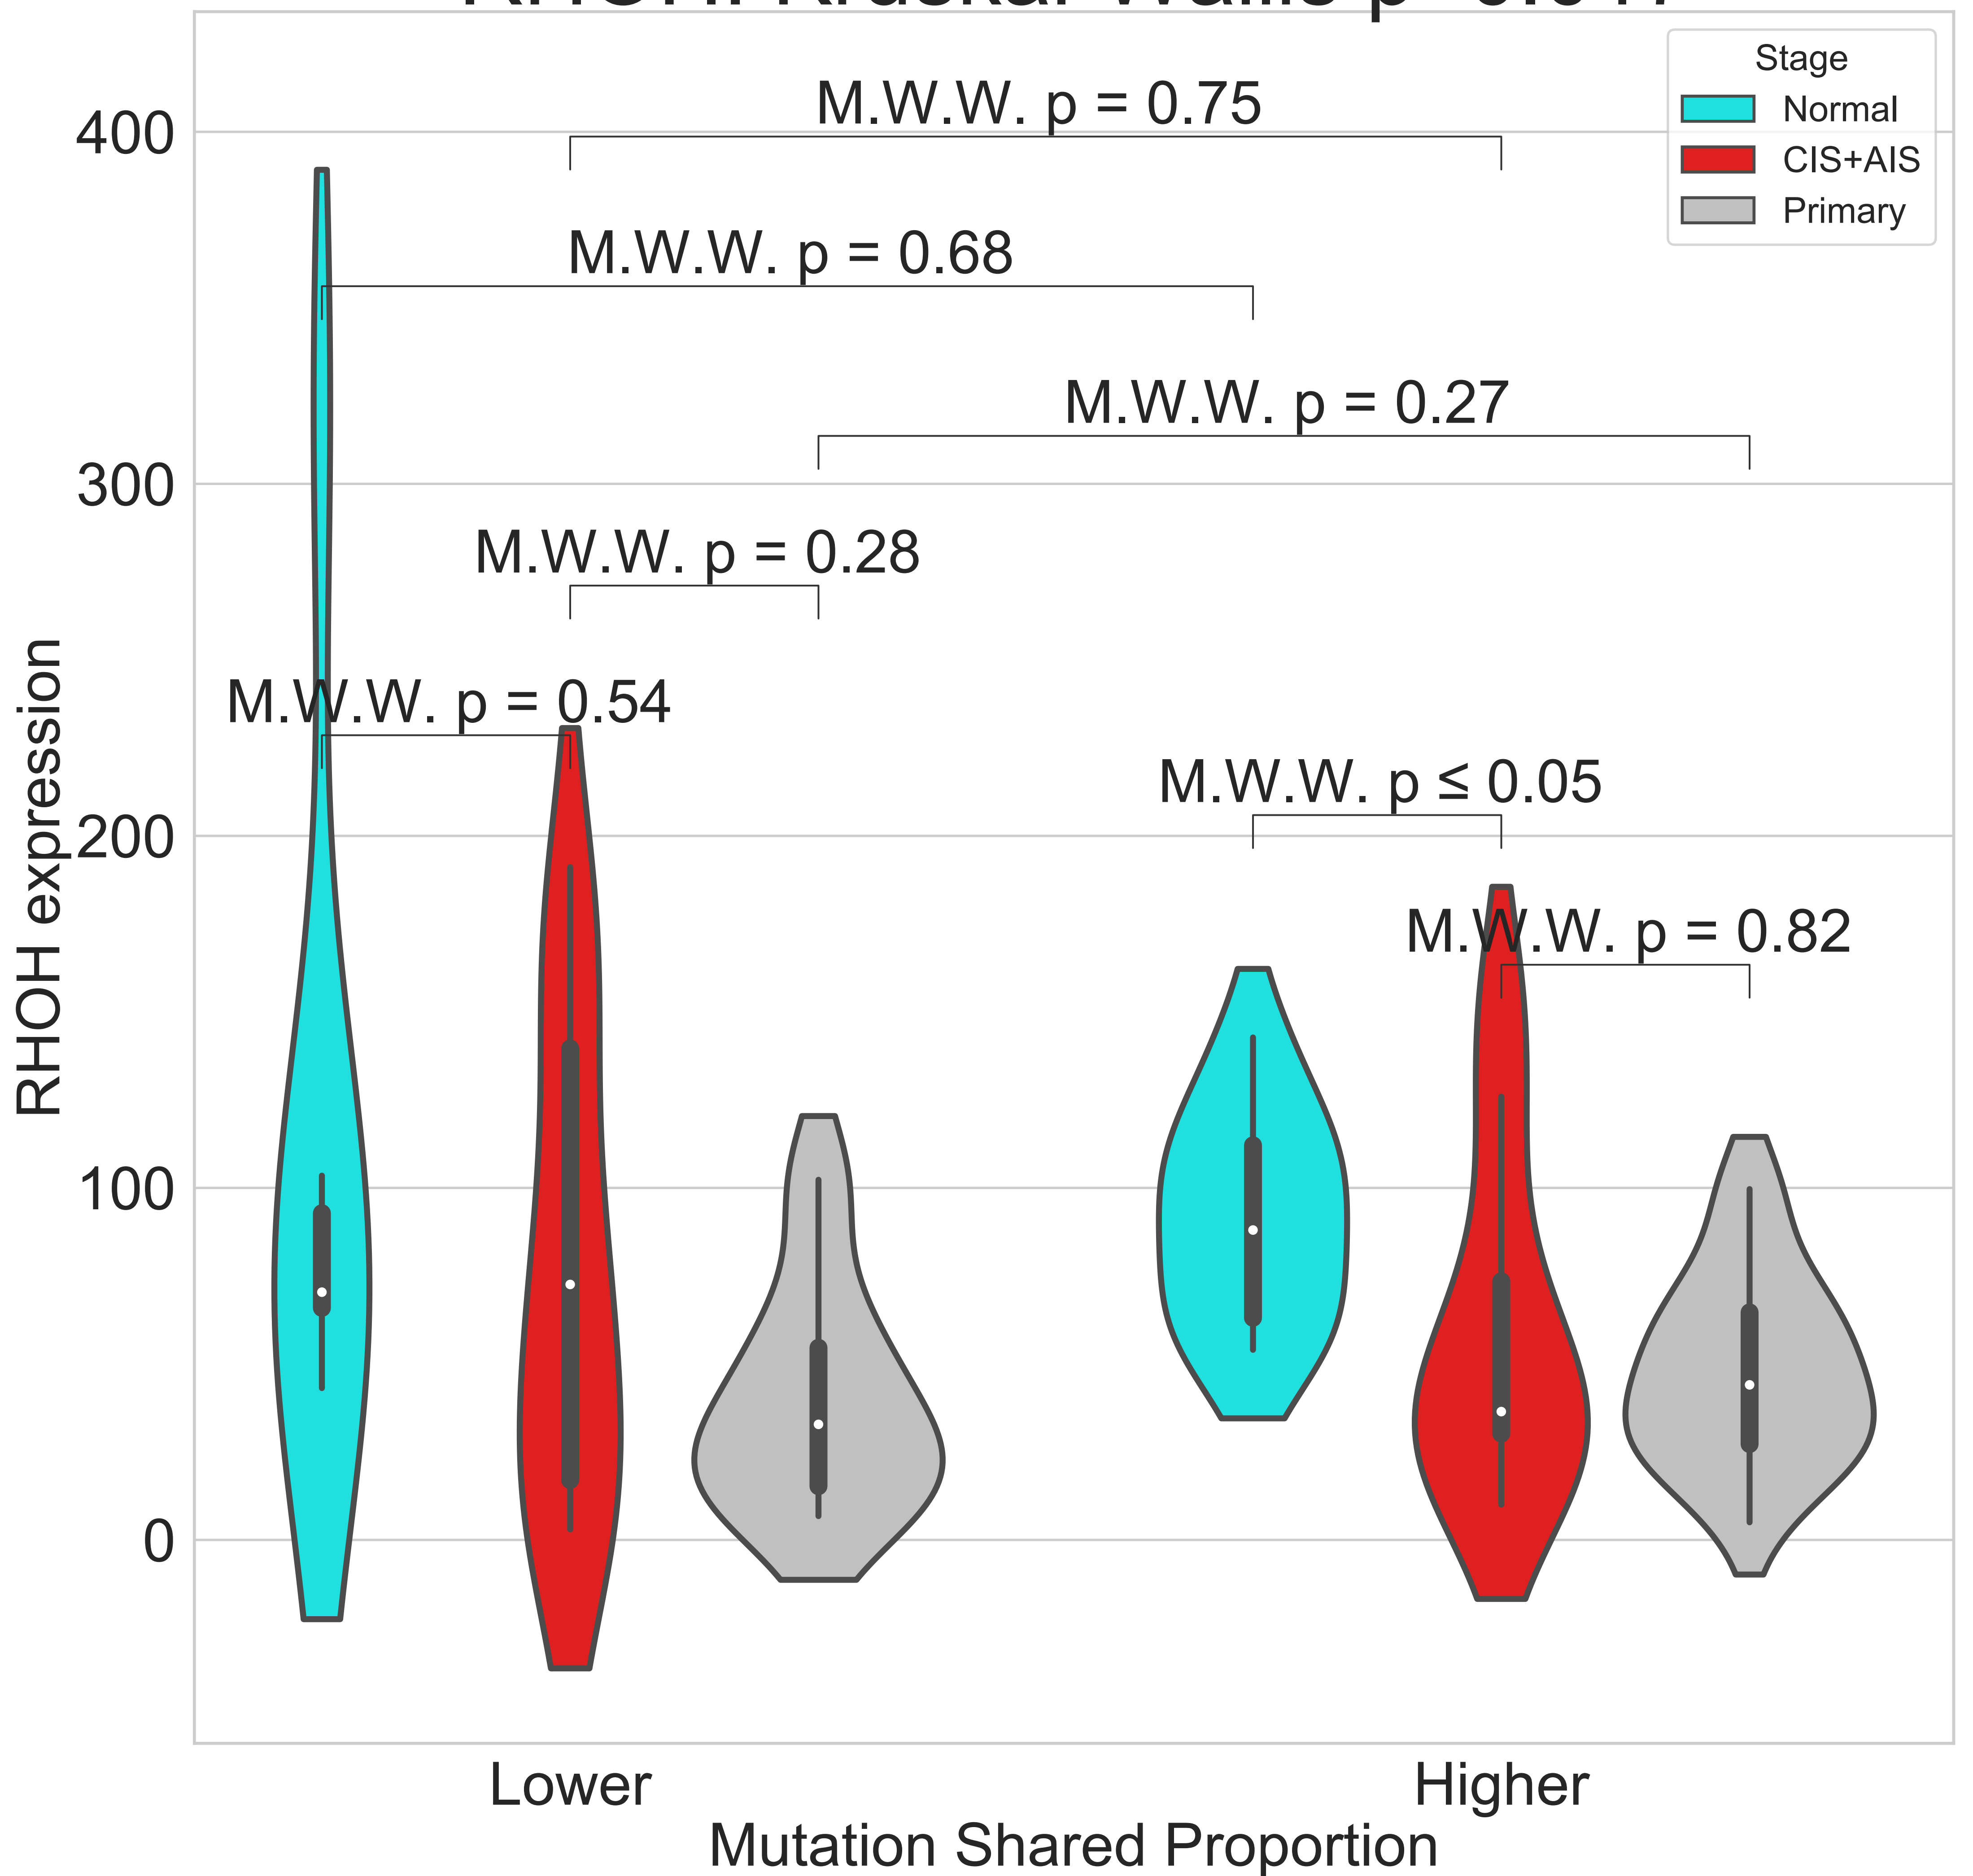 Stage
Normal
CIS+AIS
Primary
M.W.W. p = 0.75
M.W.W. p = 0.68
M.W.W. p = 0.27
M.W.W. p = 0.28
M.W.W. p = 0.54
M.W.W. p ≤ 0.05
M.W.W. p = 0.82
400
300
200
100
0
RHOH expression
Lower
Higher
Mutation Shared Proportion